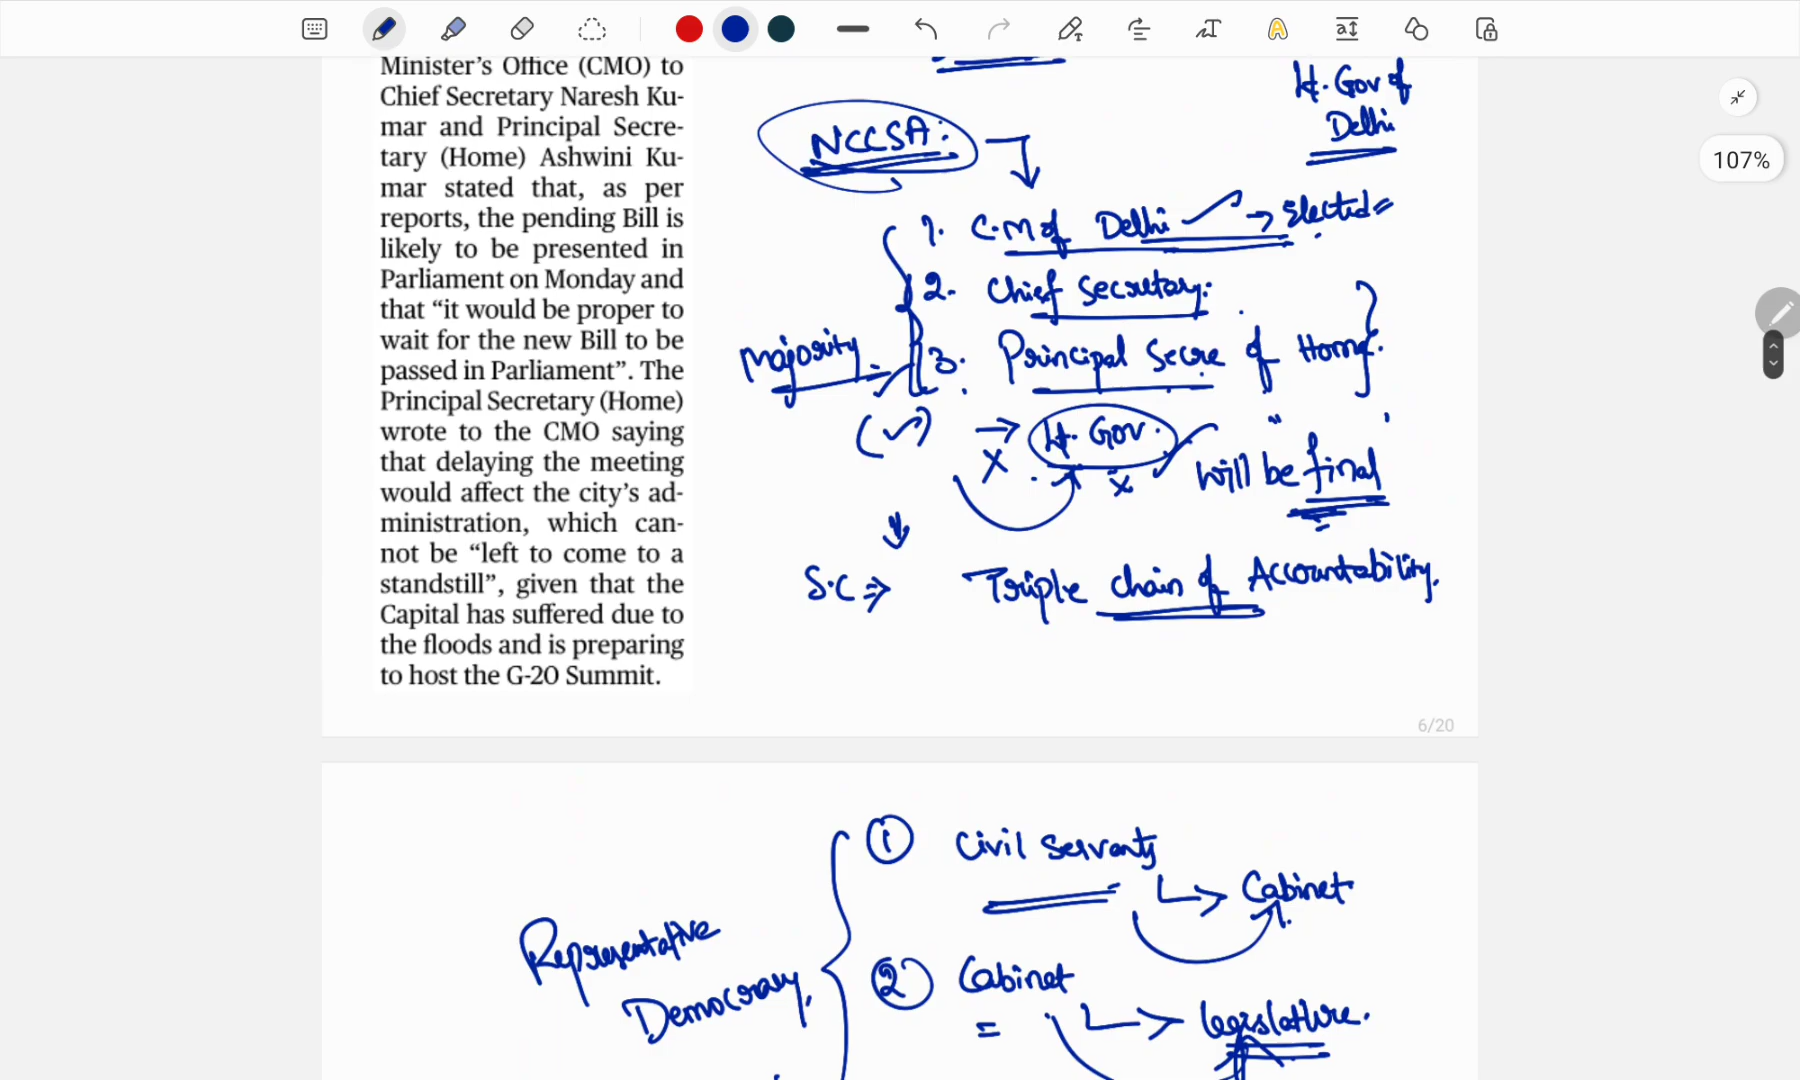 107%
Minister's Office (CMO) to
Chief Secretary Naresh Ku-
mar and Principal Secre-
tary (Home) Ashwini Ku-
mar stated that, as per
reports, the pending Bill is
likely to be presented in
Parliament on Monday and
that "it would be proper to
wait for the new Bill to be
passed in Parliament". The
Principal Secretary (Home)
wrote to the CMO saying
that delaying the meeting
would affect the city's ad-
ministration, which can-
not be "left to come to a
standstill", given that the
Capital has suffered due to
the floods and is preparing
to host the G-20 Summit.
Lt. Gov of
Delhi
NCCSA:
1. C.M of Delhi → Elected
2. Chief Secretary:
Majority
3. Principal Secre of Home.
(✓) → Lt. Gov.
X X will be final
S.C ⇒ Triple chain of Accountability.
6/20
① Civil Servants
↳ Cabinet
Representative
Democracy,
② Cabinet
↳ legislature.